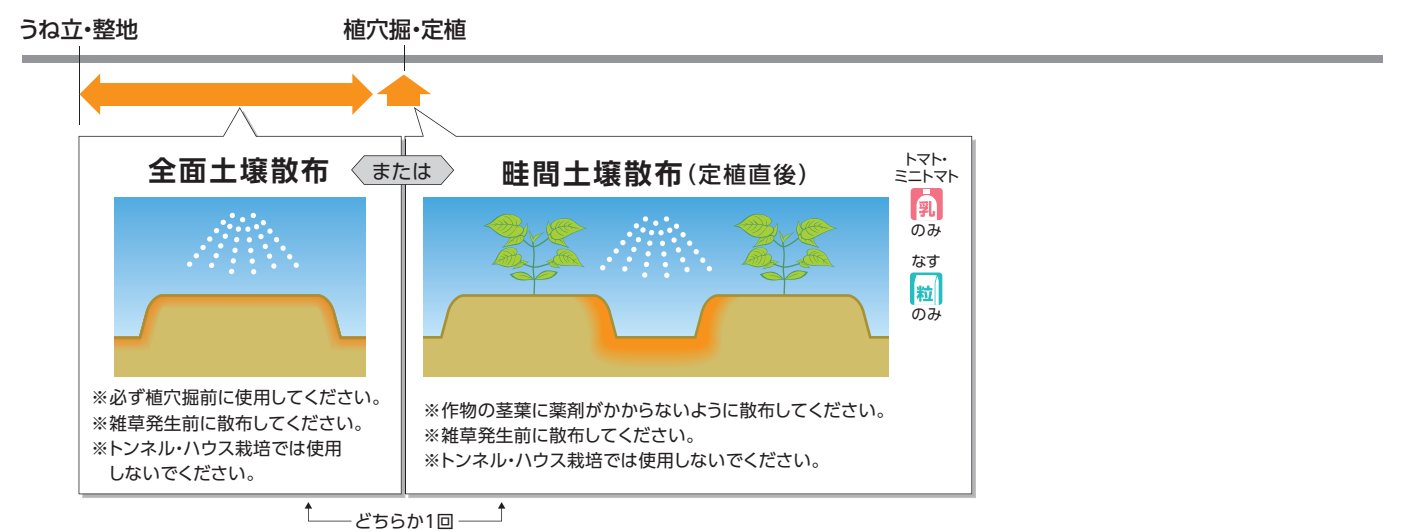 うね立・整地
植穴掘・定植
全面土壌散布
または
畦間土壌散布(定植直後)
トマト・
ミニトマト
乳
のみ
なす
粒
のみ
※必ず植穴掘前に使用してください。
※雑草発生前に散布してください。
※トンネル・ハウス栽培では使用
しないでください。
※作物の茎葉に薬剤がかからないように散布してください。
※雑草発生前に散布してください。
※トンネル・ハウス栽培では使用しないでください。
どちらか1回